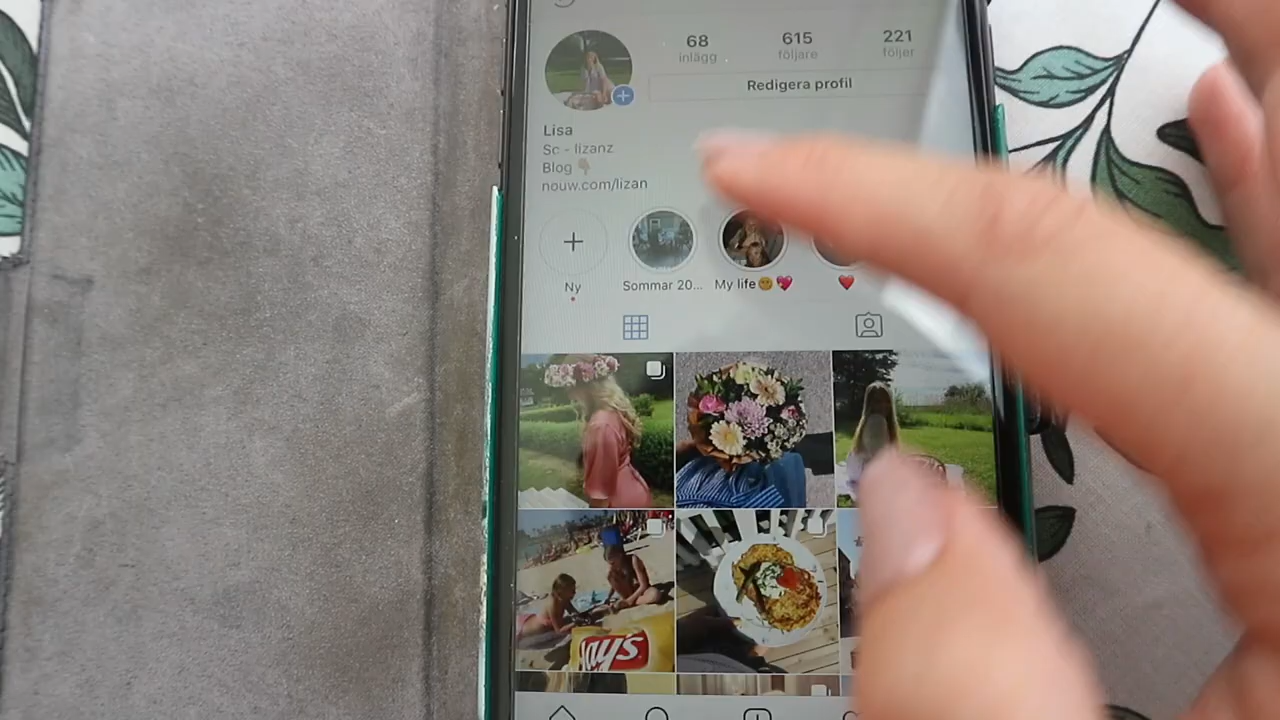 68 615 221
inlägg följare följer
Redigera profil
Lisa
Sc - lizanz
Blog 👇🏼
nouw.com/lizan
Ny Sommar 20... My life😁💖 ❤️
Lay's